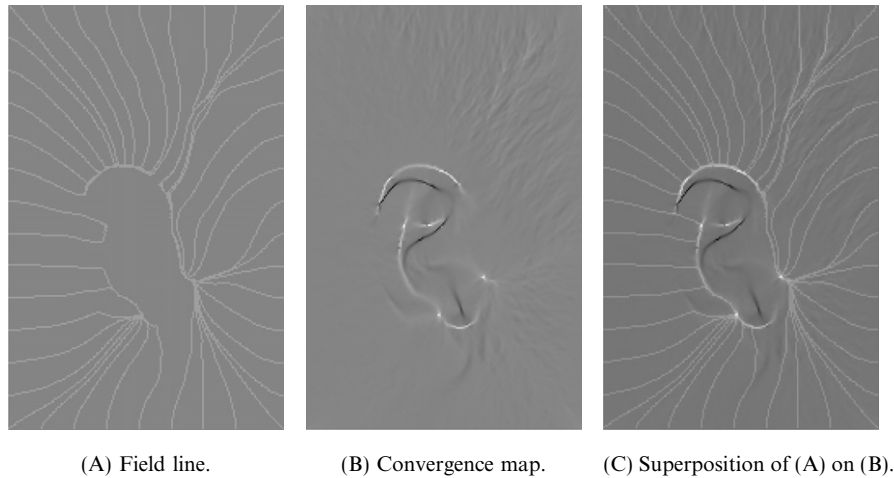 (A) Field line.
(B) Convergence map.
(C) Superposition of (A) on (B).